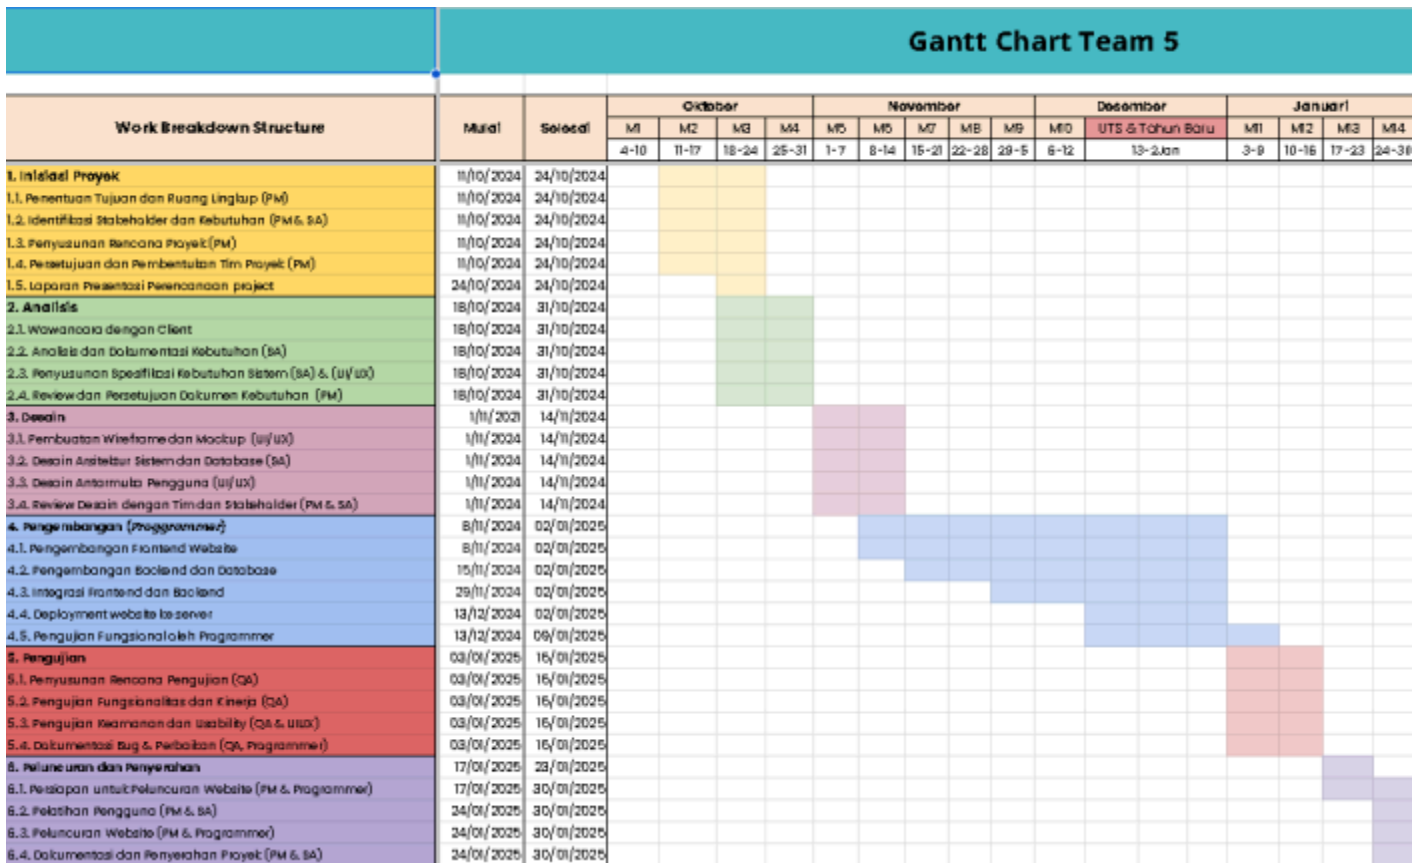 Gantt Chart Team 5
Work Breakdown Structure Mulai Selesai Oktober November Desember Januari
M1 M2 M3 M4 M5 M6 M7 M8 M9 M10 UTS & Tahun Baru M11 M12 M13 M14
4-10 11-17 18-24 25-31 1-7 8-14 15-21 22-28 29-5 6-12 13-2Jan 3-9 10-16 17-23 24-30
1. Inisiasi Proyek 11/10/2024 24/10/2024
1.1. Penentuan Tujuan dan Ruang Lingkup (PM) 11/10/2024 24/10/2024
1.2. Identifikasi Stakeholder dan Kebutuhan (PM & SA) 11/10/2024 24/10/2024
1.3. Penyusunan Rencana Proyek (PM) 11/10/2024 24/10/2024
1.4. Persetujuan dan Pembentukan Tim Proyek (PM) 11/10/2024 24/10/2024
1.5. Laporan Presentasi Perencanaan project 24/10/2024 24/10/2024
2. Analisis 18/10/2024 31/10/2024
2.1. Wawancara dengan Client 18/10/2024 31/10/2024
2.2. Analisis dan Dokumentasi Kebutuhan (SA) 18/10/2024 31/10/2024
2.3. Penyusunan Spesifikasi Kebutuhan Sistem (SA) & (UI/UX) 18/10/2024 31/10/2024
2.4. Review dan Persetujuan Dokumen Kebutuhan (PM) 18/10/2024 31/10/2024
3. Desain 1/11/2021 14/11/2024
3.1. Pembuatan Wireframe dan Mockup (UI/UX) 1/11/2024 14/11/2024
3.2. Desain Arsitektur Sistem dan Database (SA) 1/11/2024 14/11/2024
3.3. Desain Antarmuka Pengguna (UI/UX) 1/11/2024 14/11/2024
3.4. Review Desain dengan Tim dan Stakeholder (PM & SA) 1/11/2024 14/11/2024
4. Pengembangan (Proggrammer) 8/11/2024 02/01/2025
4.1. Pengembangan Frontend Website 8/11/2024 02/01/2025
4.2. Pengembangan Backend dan Database 15/11/2024 02/01/2025
4.3. Integrasi Frontend dan Backend 29/11/2024 02/01/2025
4.4. Deployment website ke server 13/12/2024 02/01/2025
4.5. Pengujian Fungsional oleh Programmer 13/12/2024 09/01/2025
5. Pengujian 03/01/2025 16/01/2025
5.1. Penyusunan Rencana Pengujian (QA) 03/01/2025 16/01/2025
5.2. Pengujian Fungsionalitas dan Kinerja (QA) 03/01/2025 16/01/2025
5.3. Pengujian Keamanan dan Usability (QA & UIUX) 03/01/2025 16/01/2025
5.4. Dokumentasi Bug & Perbaikan (QA, Programmer) 03/01/2025 16/01/2025
6. Peluncuran dan Penyerahan 17/01/2025 23/01/2025
6.1. Persiapan untuk Peluncuran Website (PM & Programmer) 17/01/2025 30/01/2025
6.2. Pelatihan Pengguna (PM & SA) 24/01/2025 30/01/2025
6.3. Peluncuran Website (PM & Programmer) 24/01/2025 30/01/2025
6.4. Dokumentasi dan Penyerahan Proyek (PM & SA) 24/01/2025 30/01/2025